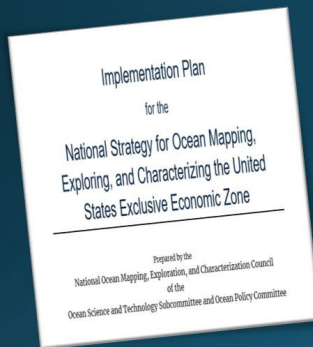 Implementation Plan
for the
National Strategy for Ocean Mapping,
Exploring, and Characterizing the United
States Exclusive Economic Zone
Prepared by the
National Ocean Mapping, Exploration, and Characterization Council
of the
Ocean Science and Technology Subcommittee and Ocean Policy Committee